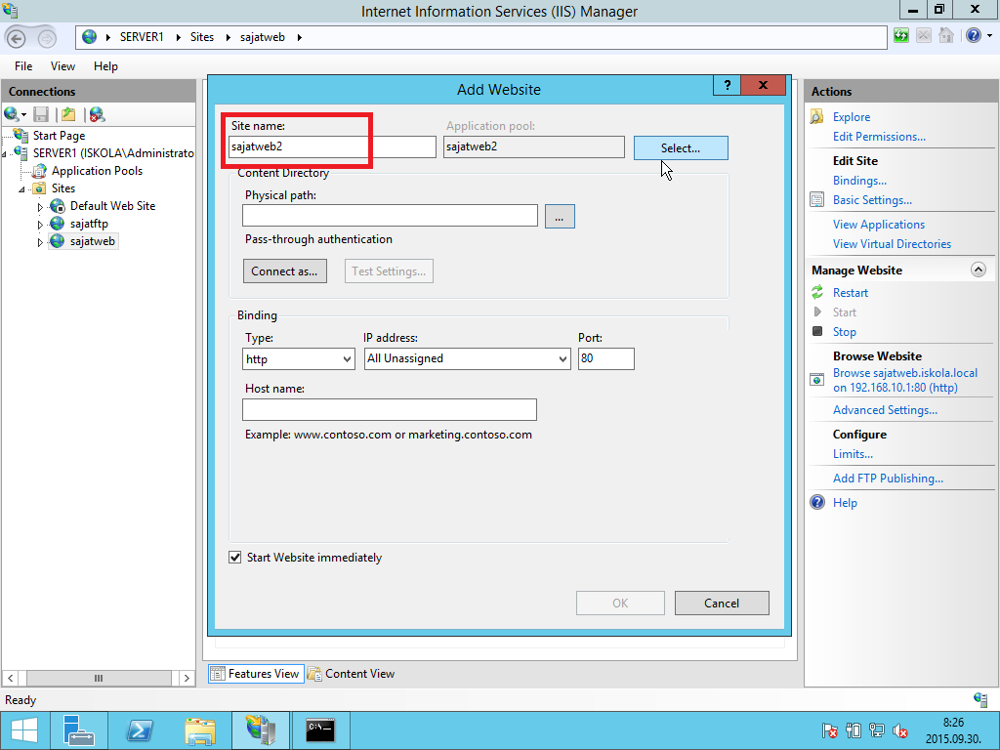 Internet Information Services (IIS) Manager
SERVER1 Sites sajatweb
File View Help
Connections
Start Page
SERVER1 (ISKOLA\Administrato
Application Pools
Sites
Default Web Site
sajatftp
sajatweb
Add Website
?
Site name:
Application pool:
sajatweb2
sajatweb2
Select...
Content Directory
Physical path:
...
Pass-through authentication
Connect as...
Test Settings...
Binding
Type:
IP address:
Port:
http
All Unassigned
80
Host name:
Example: www.contoso.com or marketing.contoso.com
Start Website immediately
OK
Cancel
Features View
Content View
Actions
Explore
Edit Permissions...
Edit Site
Bindings...
Basic Settings...
View Applications
View Virtual Directories
Manage Website
Restart
Start
Stop
Browse Website
Browse sajatweb.iskola.local
on 192.168.10.1:80 (http)
Advanced Settings...
Configure
Limits...
Add FTP Publishing...
Help
Ready
8:26
2015.09.30.